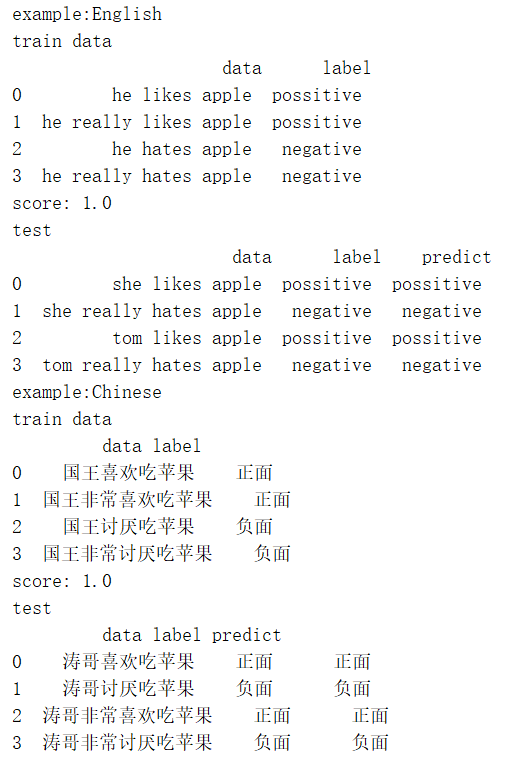 example:English
train data
data label
0 he likes apple possitive
1 he really likes apple possitive
2 he hates apple negative
3 he really hates apple negative
score: 1.0
test
data label predict
0 she likes apple possitive possitive
1 she really hates apple negative negative
2 tom likes apple possitive possitive
3 tom really hates apple negative negative
example:Chinese
train data
data label
0 国王喜欢吃苹果 正面
1 国王非常喜欢吃苹果 正面
2 国王讨厌吃苹果 负面
3 国王非常讨厌吃苹果 负面
score: 1.0
test
data label predict
0 涛哥喜欢吃苹果 正面 正面
1 涛哥讨厌吃苹果 负面 负面
2 涛哥非常喜欢吃苹果 正面 正面
3 涛哥非常讨厌吃苹果 负面 负面